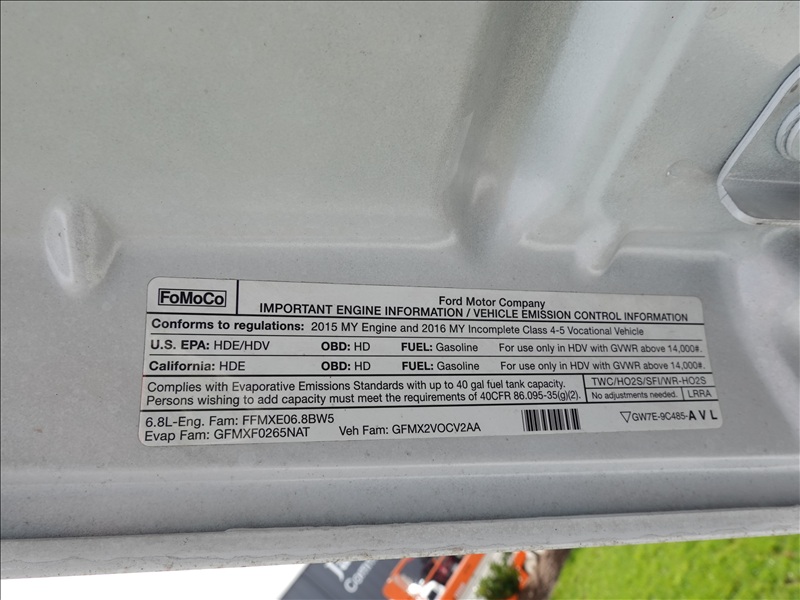 FoMoCo
Ford Motor Company
IMPORTANT ENGINE INFORMATION / VEHICLE EMISSION CONTROL INFORMATION
Conforms to regulations: 2015 MY Engine and 2016 MY Incomplete Class 4-5 Vocational Vehicle
U.S. EPA: HDE/HDV OBD: HD FUEL: Gasoline For use only in HDV with GVWR above 14,000#.
California: HDE OBD: HD FUEL: Gasoline For use only in HDV with GVWR above 14,000#.
Complies with Evaporative Emissions Standards with up to 40 gal fuel tank capacity.
Persons wishing to add capacity must meet the requirements of 40CFR 86.095-35(g)(2).
TWC/HO2S/SFI/WR-HO2S
No adjustments needed. LRRA
6.8L-Eng. Fam: FFMXE06.8BW5
Evap Fam: GFMXF0265NAT
Veh Fam: GFMX2VOCV2AA
GW7E-9C485-AVL